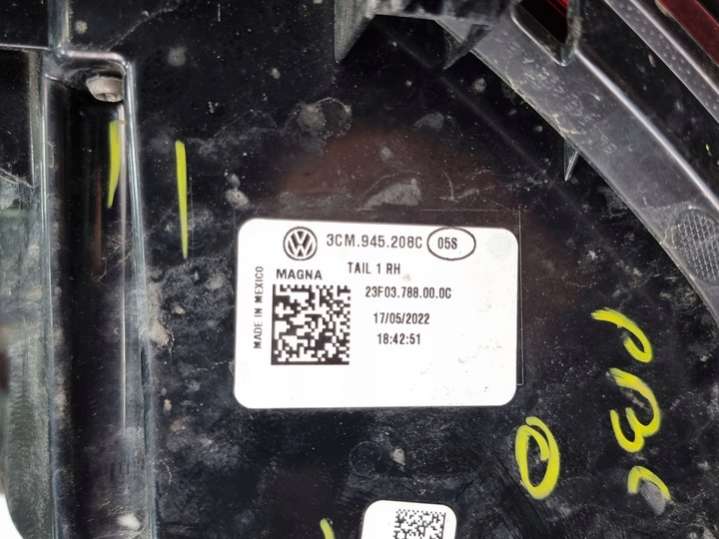 3CM.945.208C 05S
TAIL 1 RH
MAGNA
23F03.788.00.0C
17/05/2022
18:42:51
MADE IN MEXICO